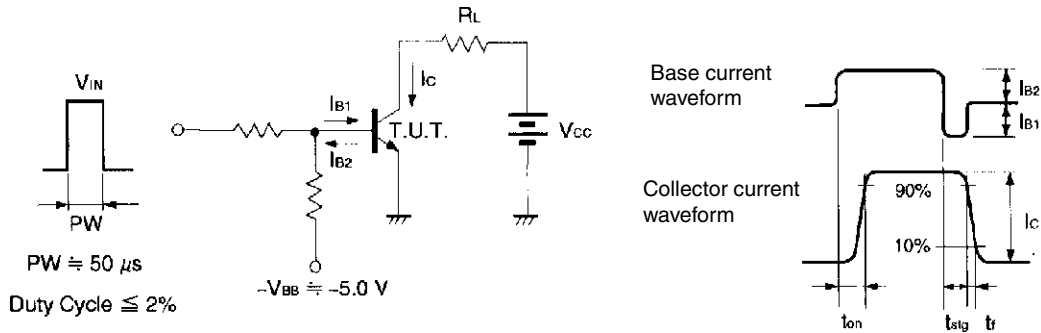 VIN
PW
PW ≒ 50 μs
Duty Cycle ≦ 2%
RL
IC
IB1
T.U.T.
IB2
VCC
−VBB ≒ −5.0 V
Base current
waveform
IB2
IB1
Collector current
waveform
90%
10%
IC
ton
tstg
tf